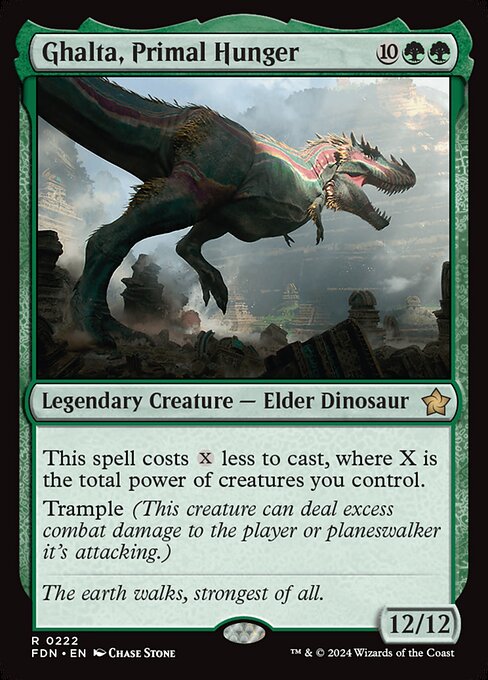 Ghalta, Primal Hunger 10
Legendary Creature — Elder Dinosaur
This spell costs X less to cast, where X is
the total power of creatures you control.
Trample (This creature can deal excess
combat damage to the player or planeswalker
it's attacking.)
The earth walks, strongest of all.
12/12
R 0222
FDN • EN Chase Stone
™ & © 2024 Wizards of the Coast